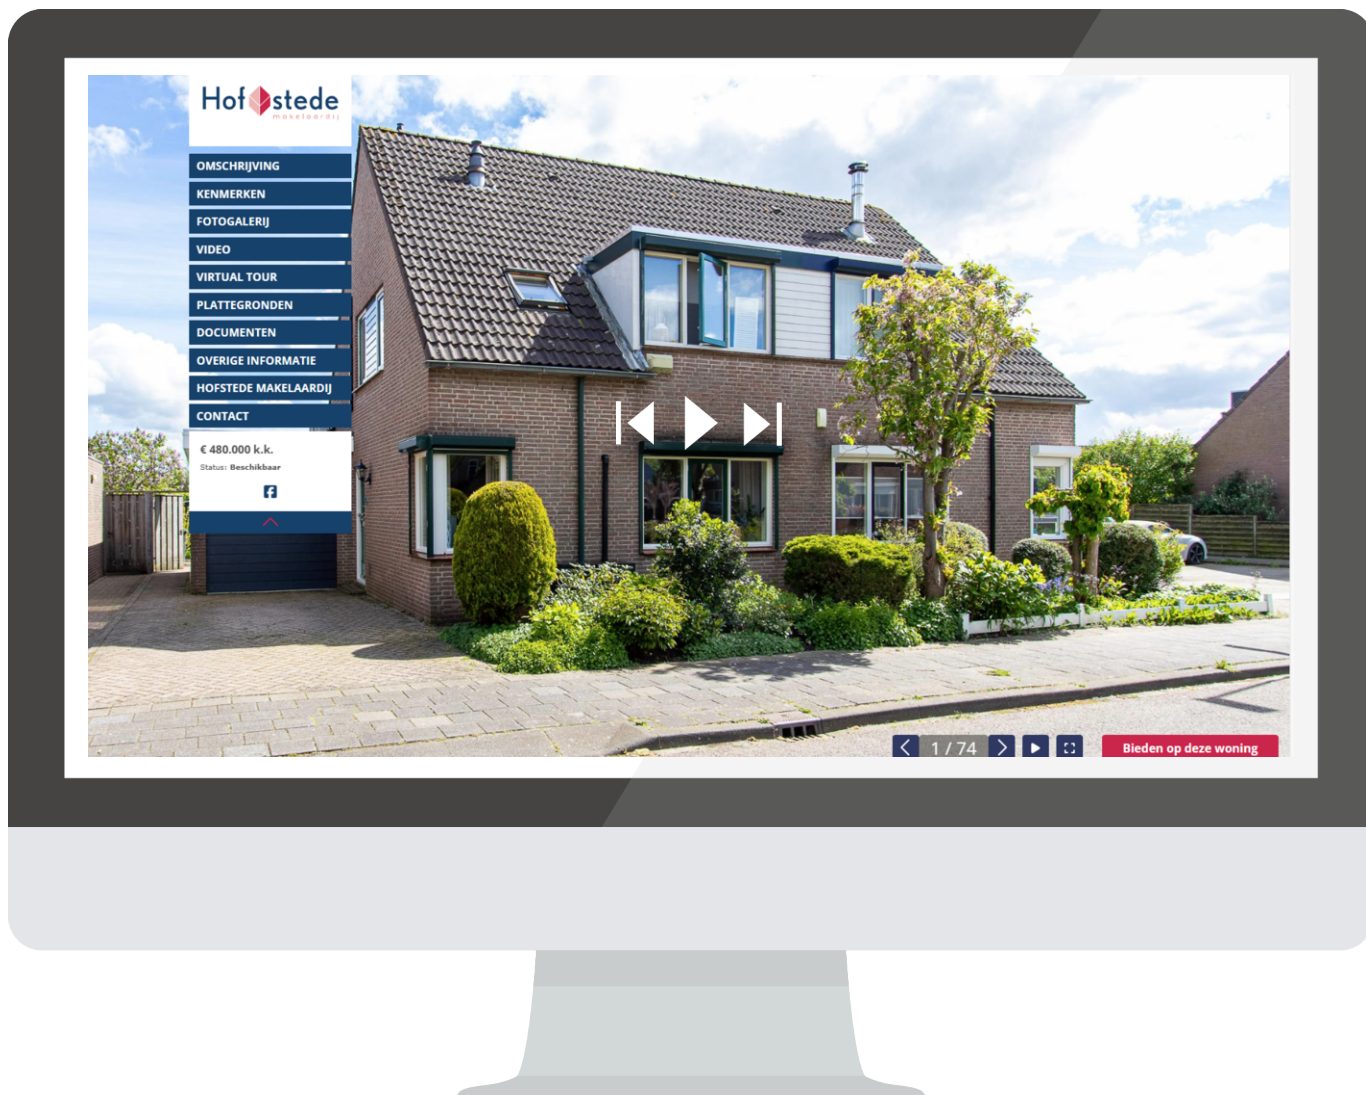 Hofstede
makelaardij
OMSCHRIJVING
KENMERKEN
FOTOGALERIJ
VIDEO
VIRTUAL TOUR
PLATTEGRONDEN
DOCUMENTEN
OVERIGE INFORMATIE
HOFSTEDE MAKELAARDIJ
CONTACT
€ 480.000 k.k.
Status: Beschikbaar
1 / 74
Bieden op deze woning